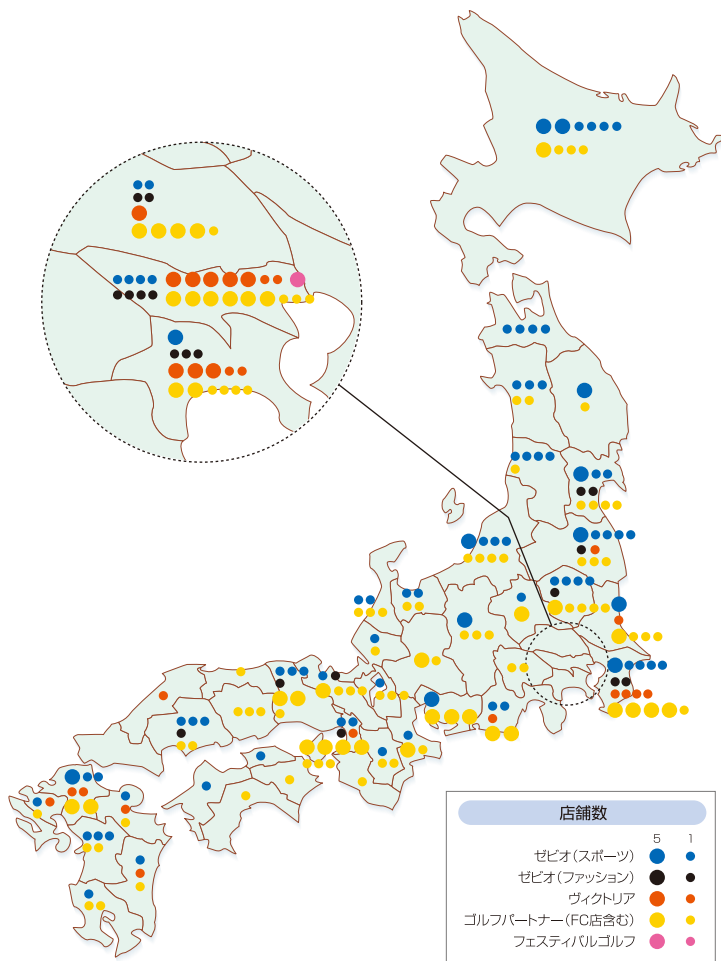 店舗数
5 1
ゼビオ(スポーツ)
ゼビオ(ファッション)
ヴィクトリア
ゴルフパートナー(FC店含む)
フェスティバルゴルフ